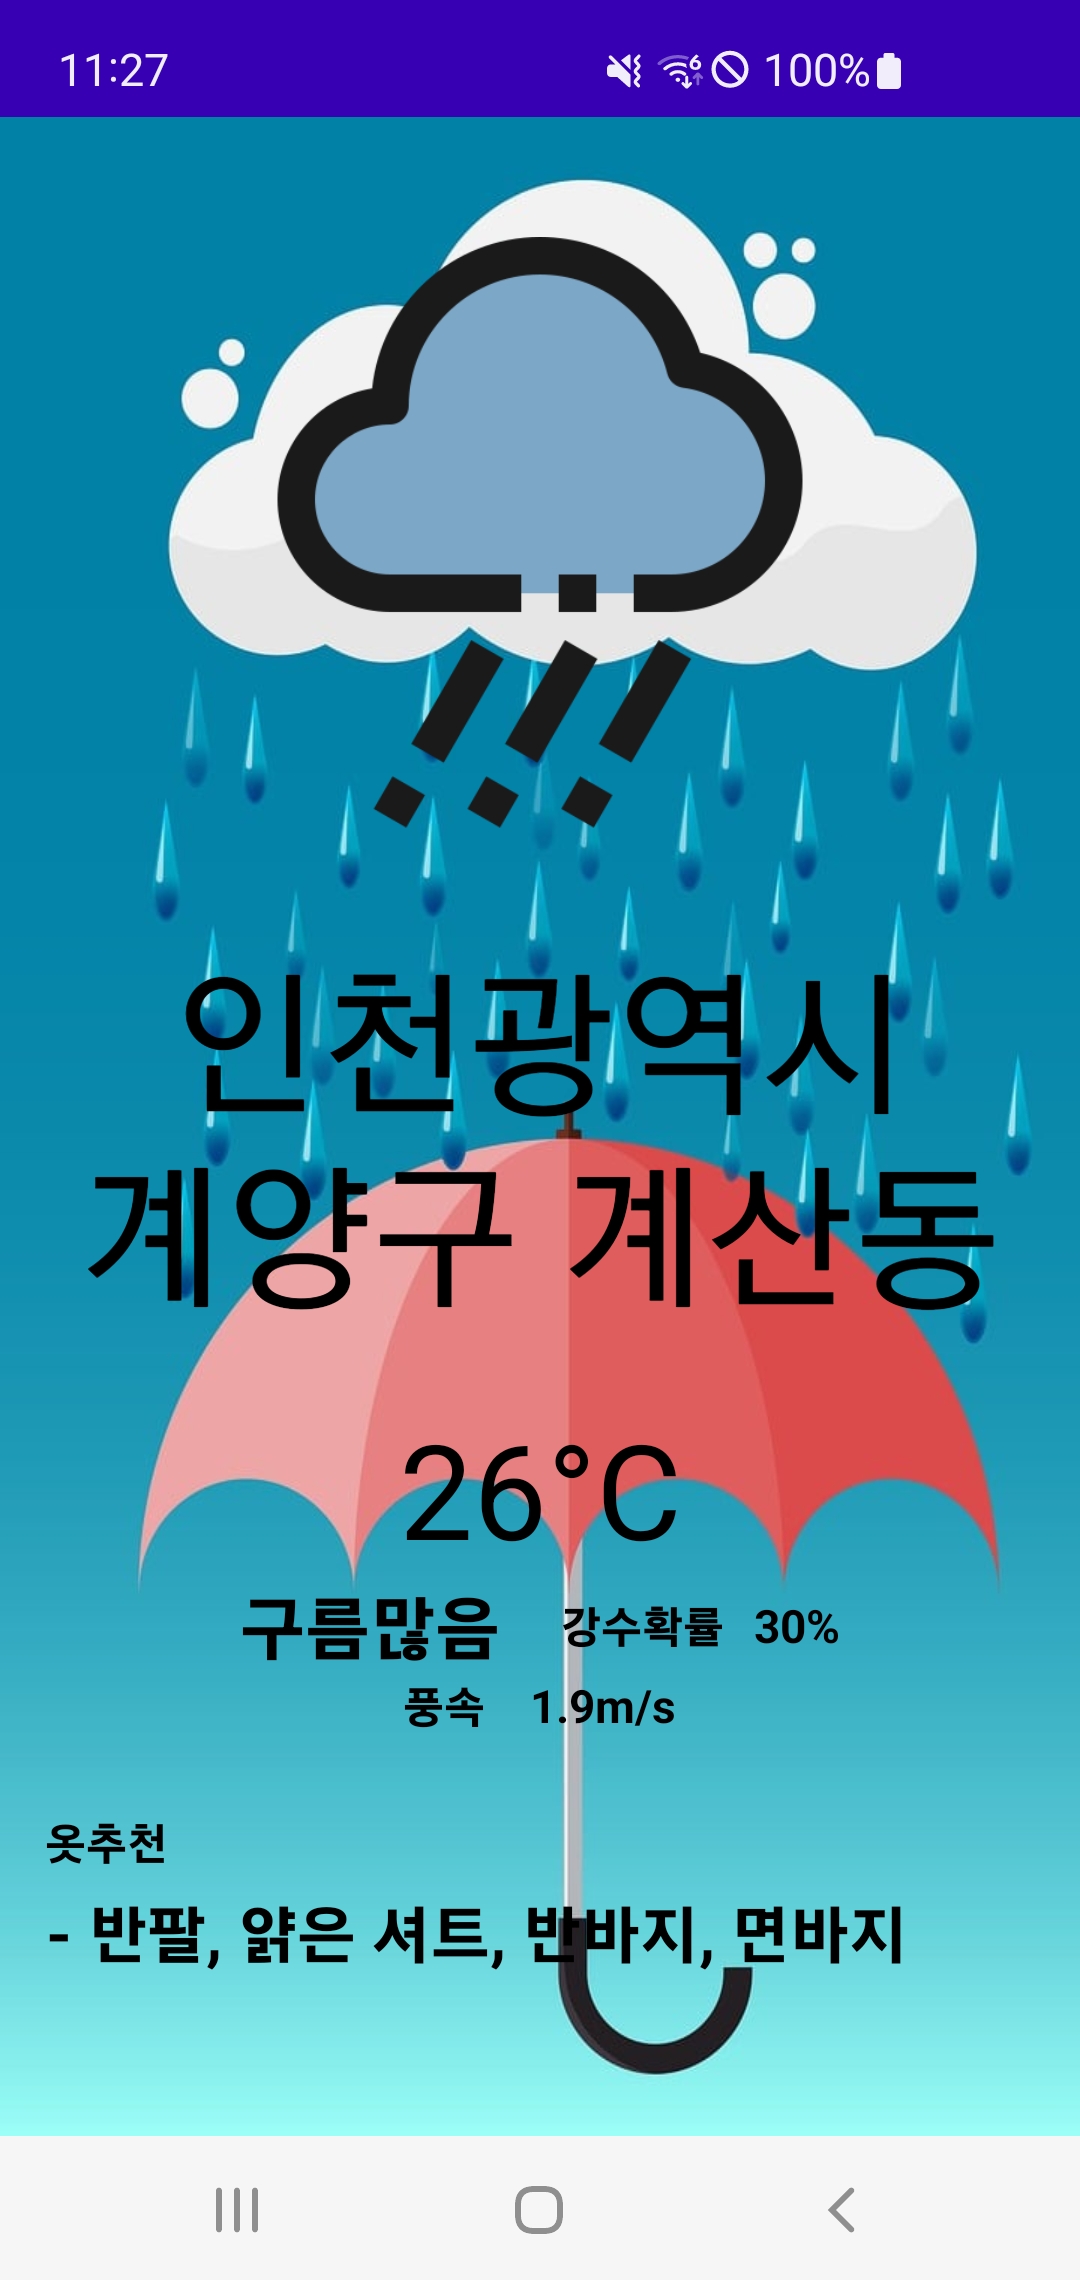 11:27 6 100%
인천광역시
계양구 계산동
26°C
구름많음 강수확률 30%
풍속 1.9m/s
옷추천
- 반팔, 얇은 셔트, 반바지, 면바지